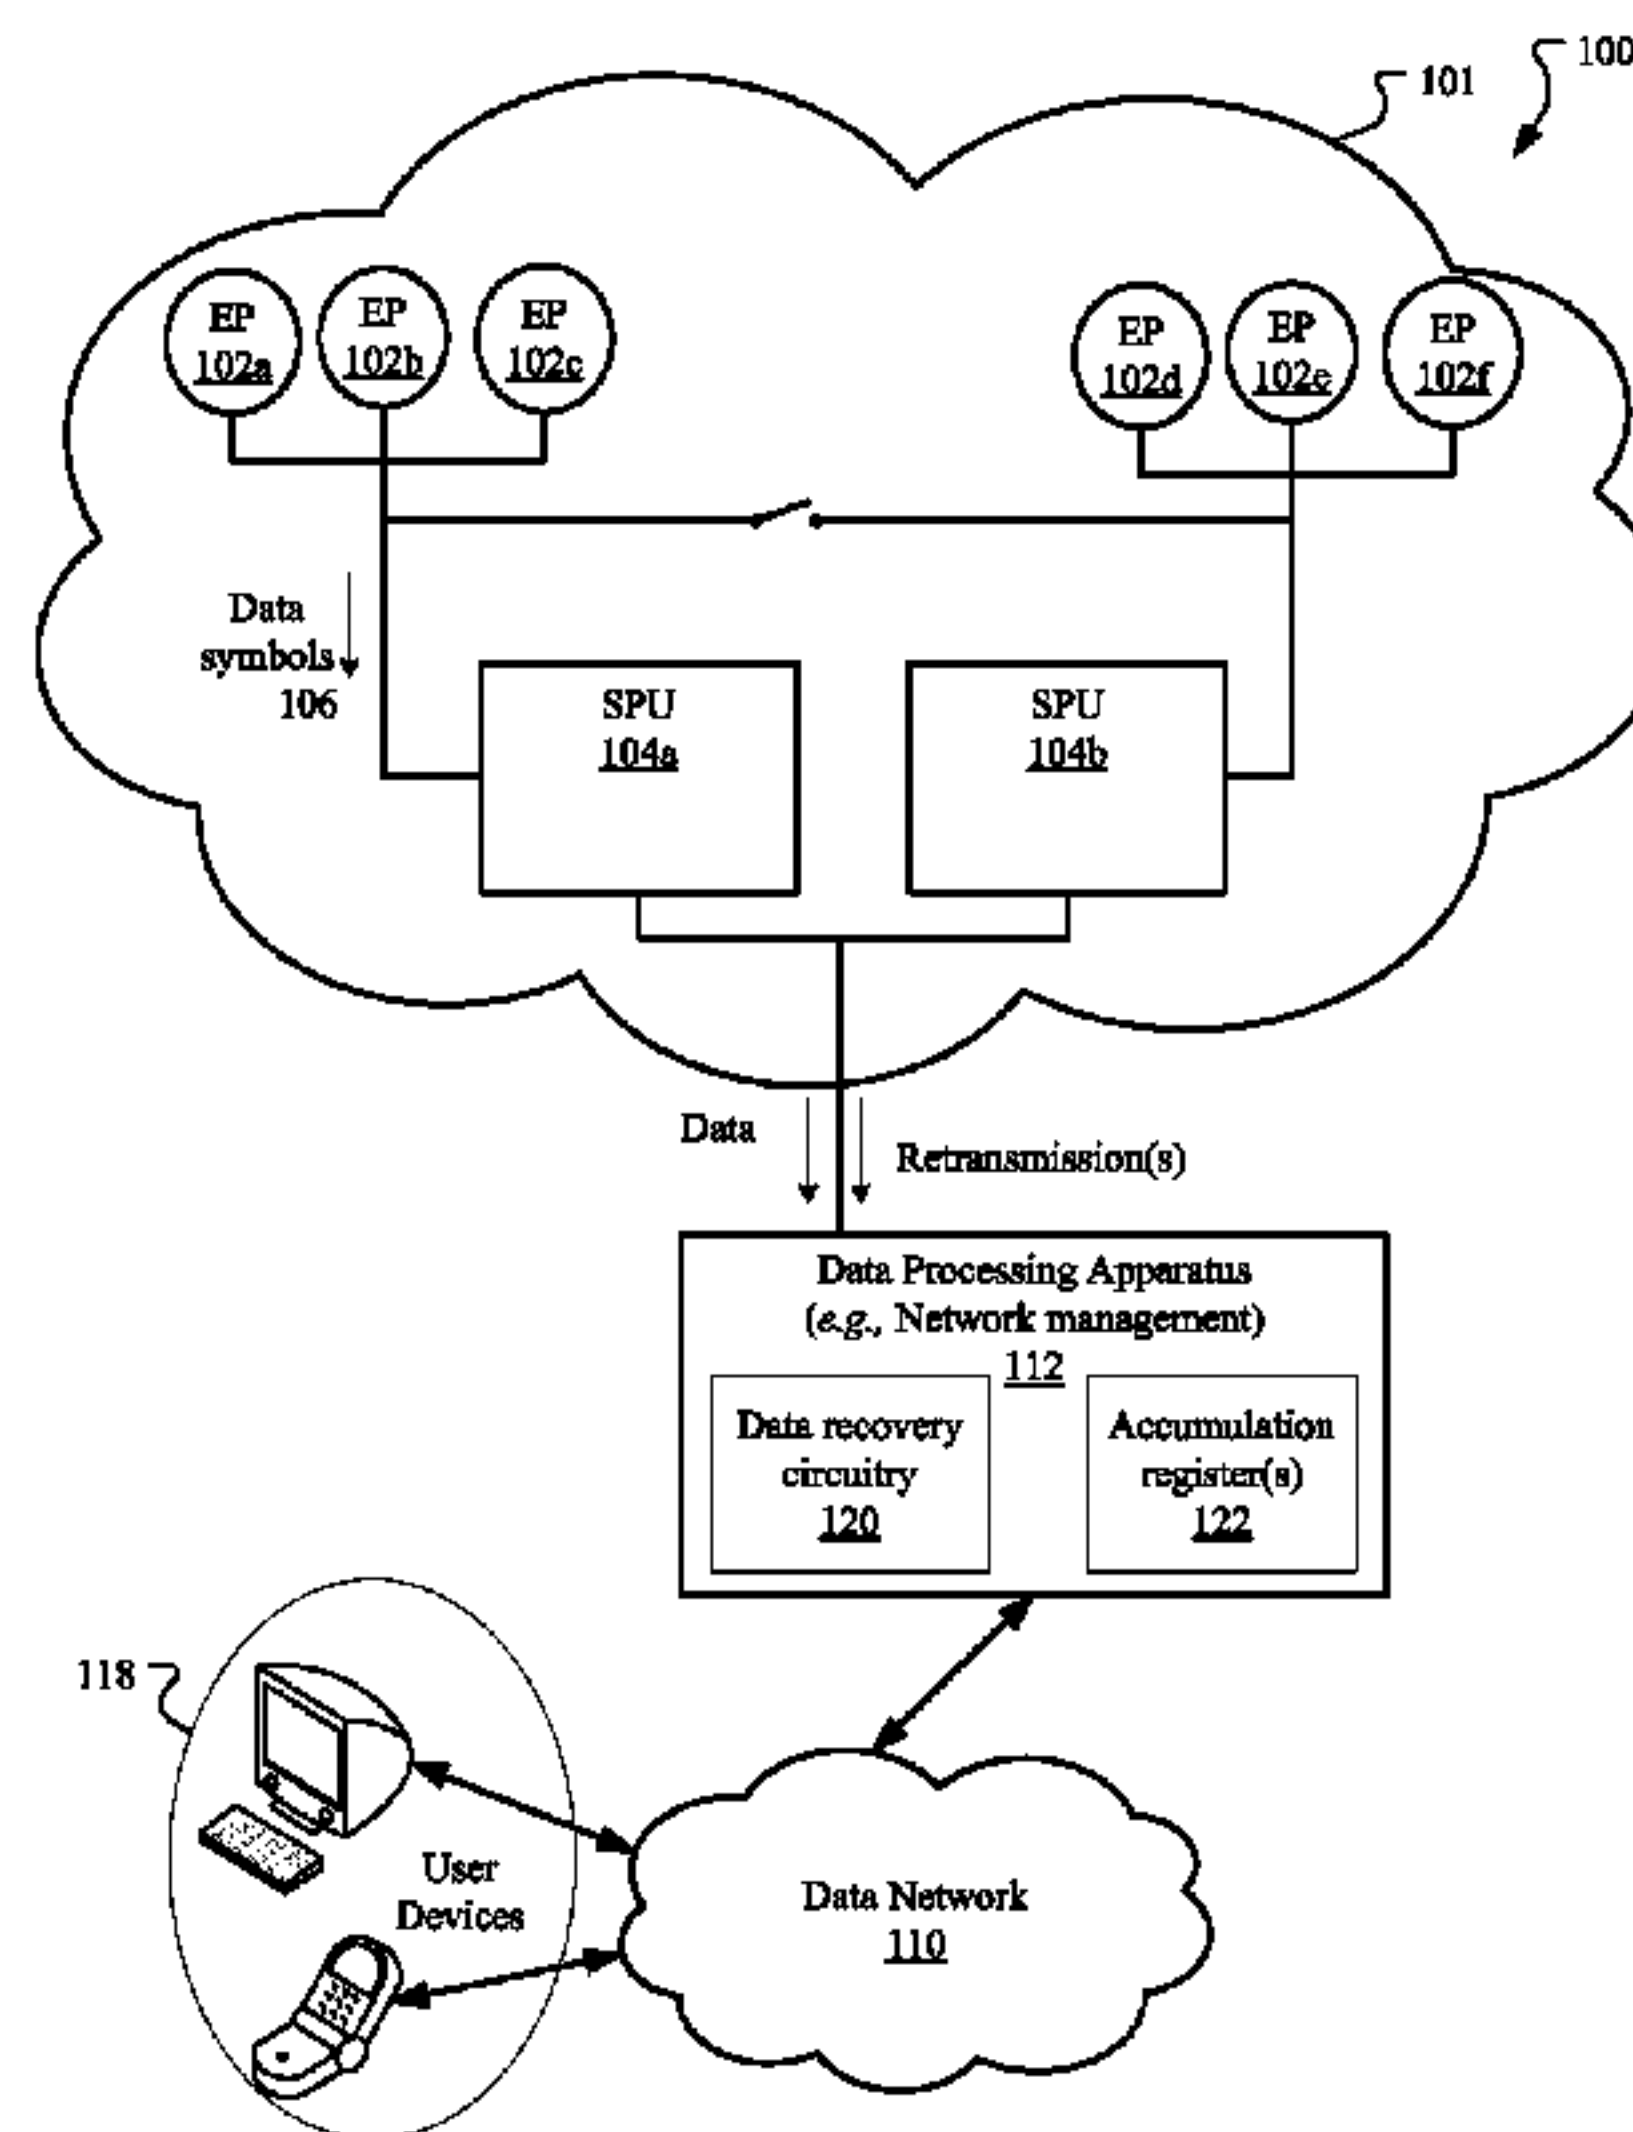 100
101
EP
102a
EP
102b
EP
102c
EP
102d
EP
102e
EP
102f
Data
symbols
106
SPU
104a
SPU
104b
Data
Retransmission(s)
Data Processing Apparatus
(e.g., Network management)
112
Data recovery
circuitry
120
Accumulation
register(s)
122
118
User
Devices
Data Network
110